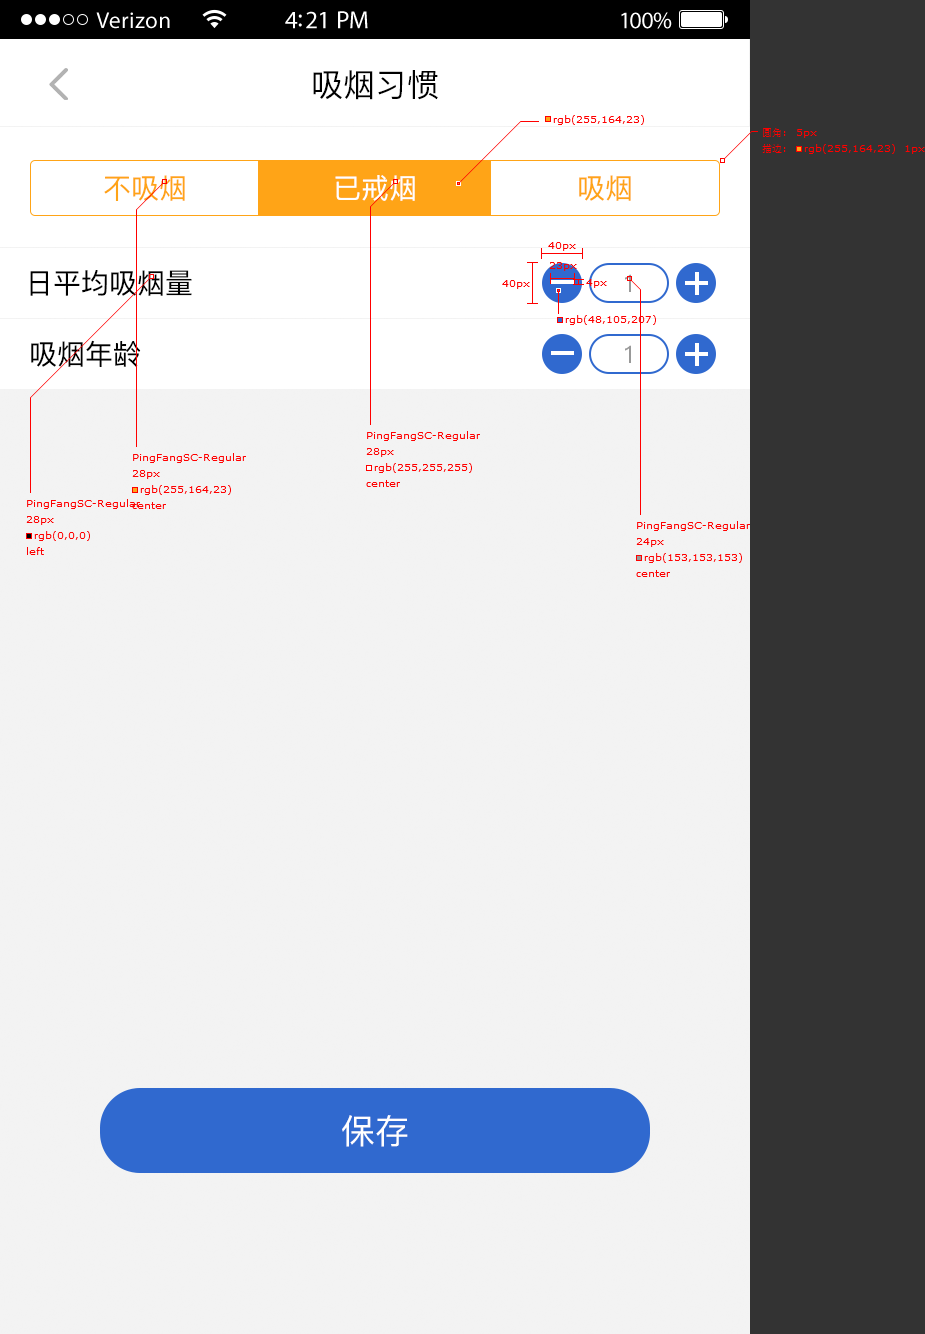 Verizon 4:21 PM 100%
吸烟习惯
rgb(255,164,23)
圆角: 5px
描边: rgb(255,164,23) 1px
不吸烟 已戒烟 吸烟
40px
23px
日平均吸烟量 40px 4px 1
rgb(48,105,207)
吸烟年龄 1
PingFangSC-Regular
28px
rgb(255,255,255)
center
PingFangSC-Regular
28px
rgb(255,164,23)
center
PingFangSC-Regular
28px
rgb(0,0,0)
left
PingFangSC-Regular
24px
rgb(153,153,153)
center
保存